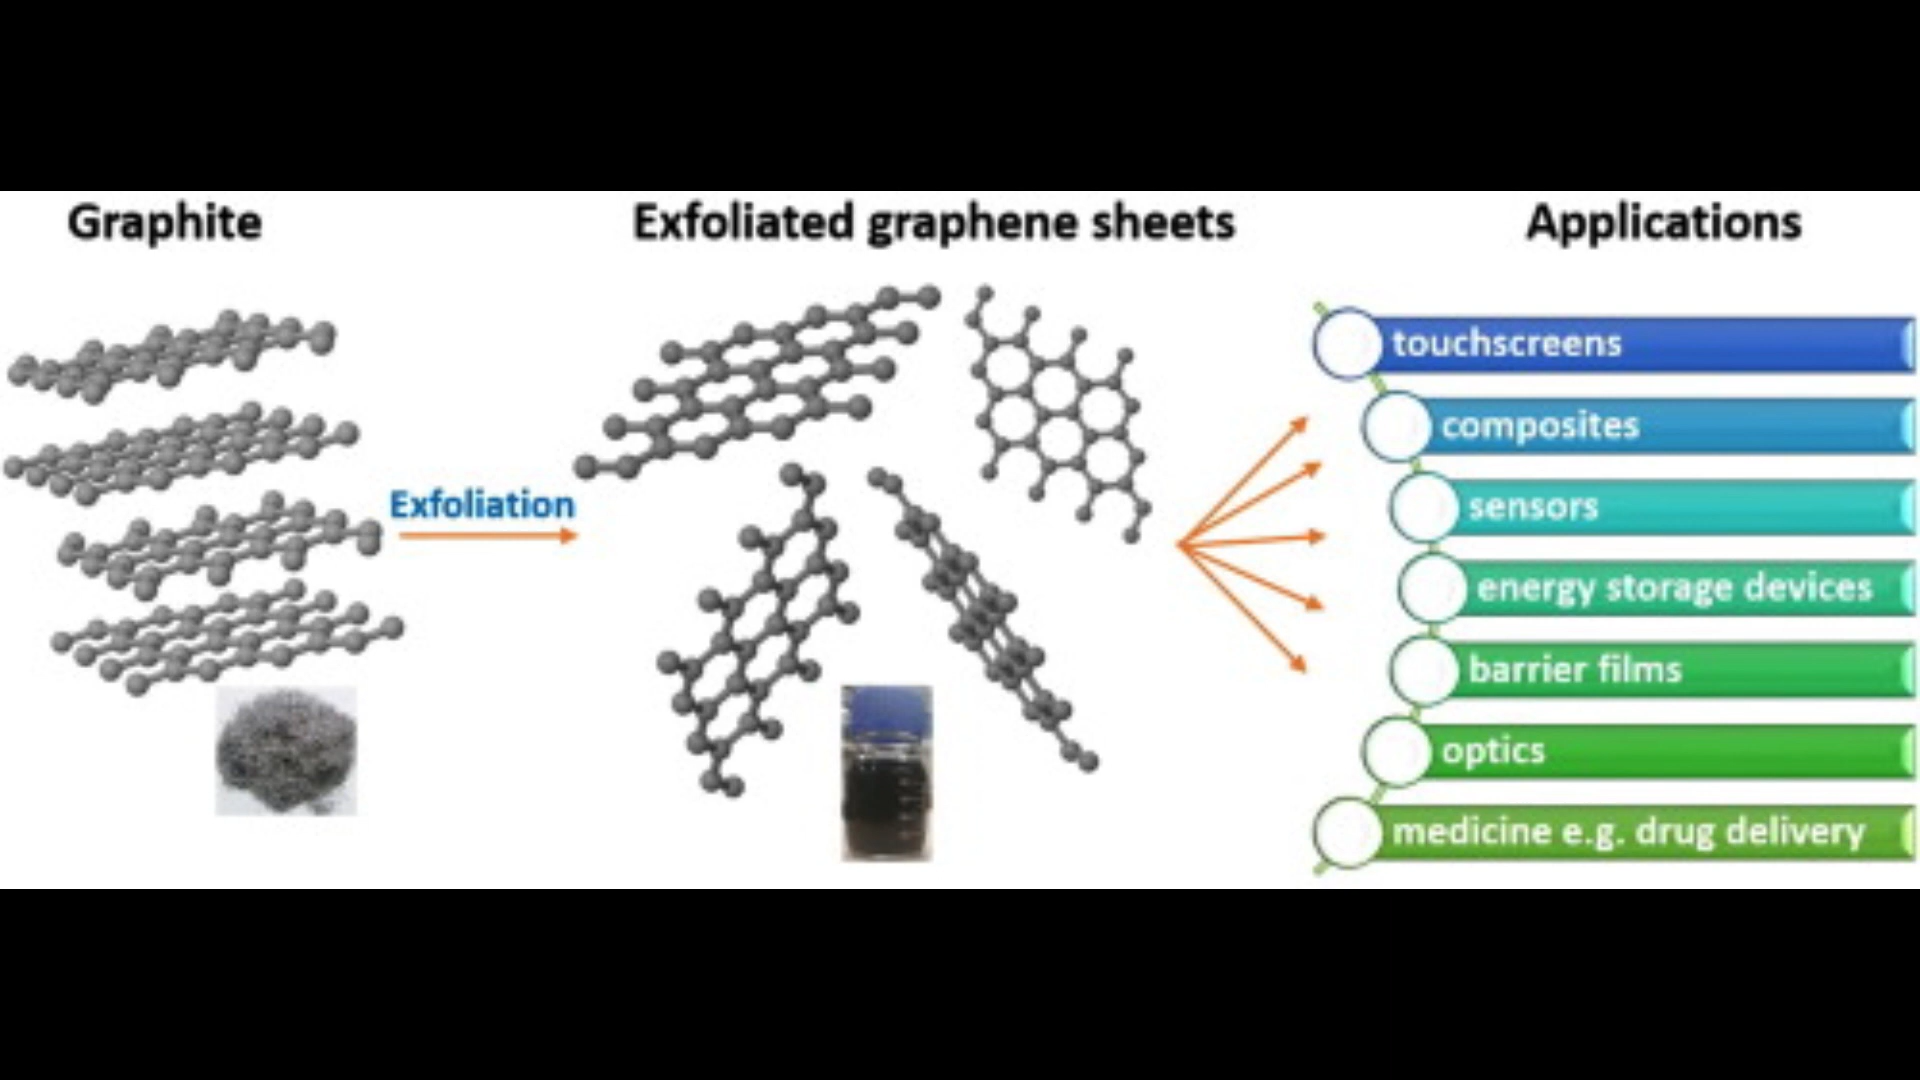 Graphite
Exfoliated graphene sheets
Applications
Exfoliation
touchscreens
composites
sensors
energy storage devices
barrier films
optics
medicine e.g. drug delivery